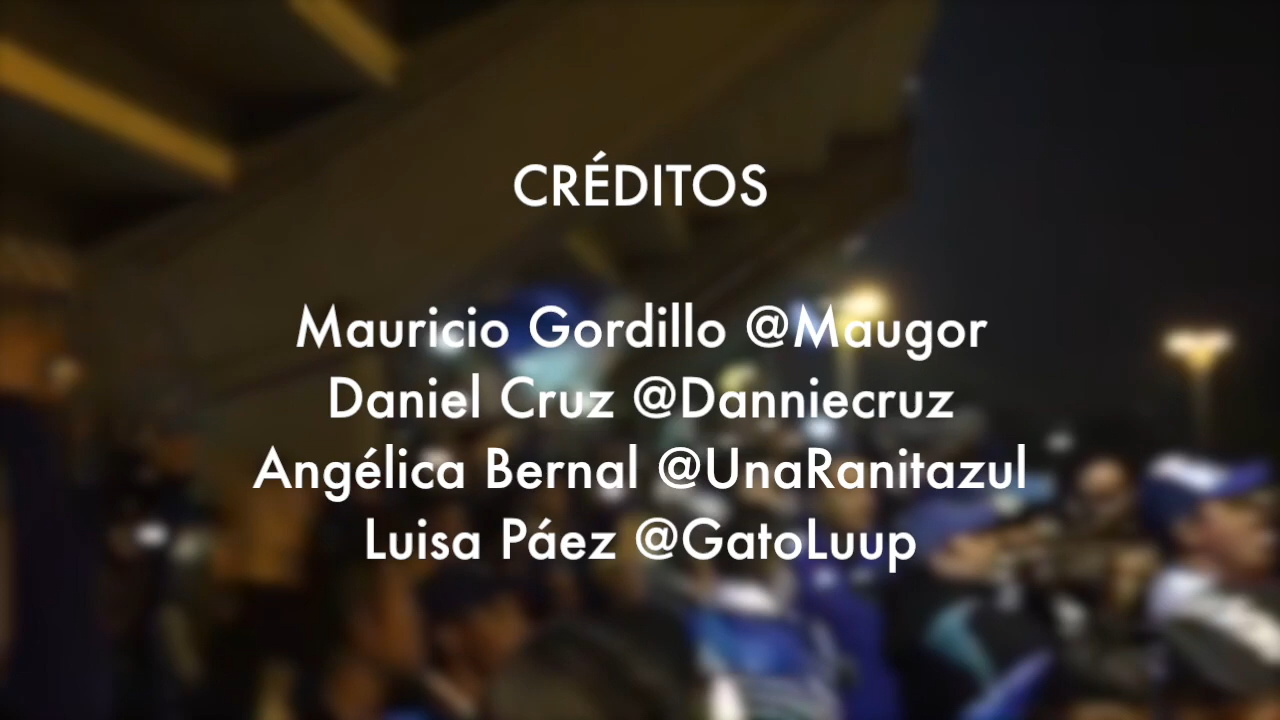 CRÉDITOS
Mauricio Gordillo @Maugor
Daniel Cruz @Danniecruz
Angélica Bernal @UnaRanitazul
Luisa Páez @GatoLuup